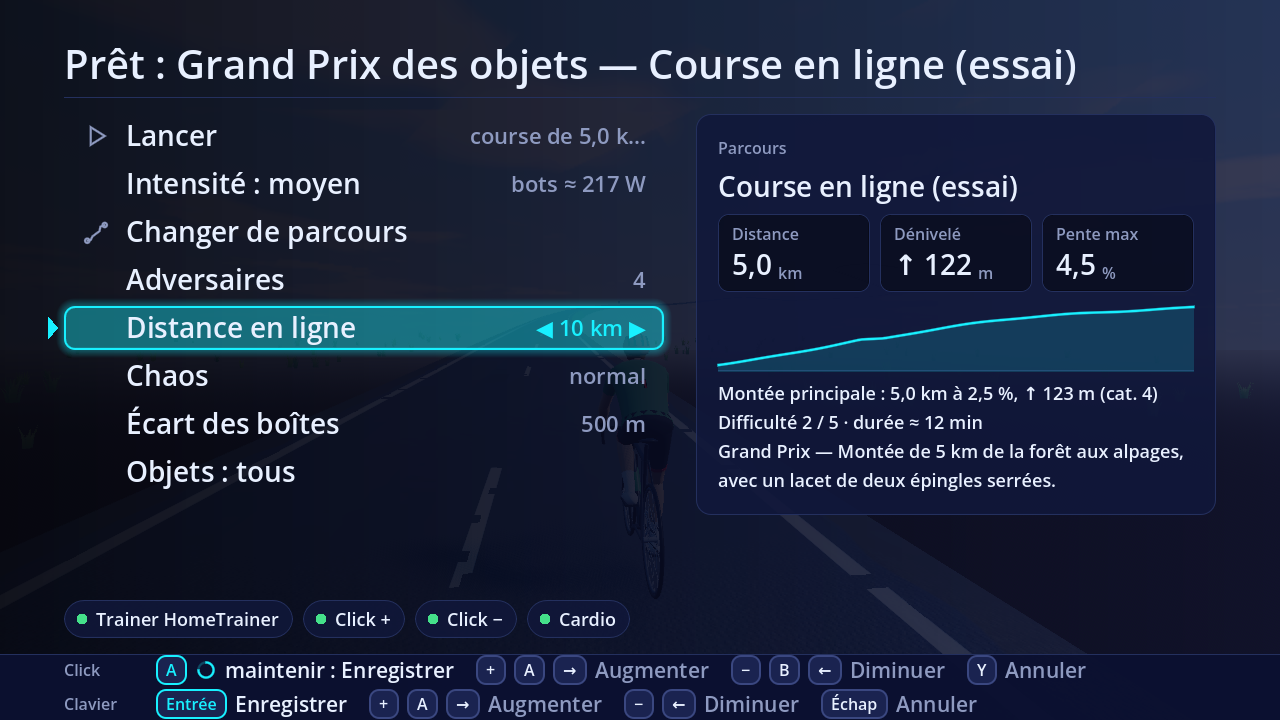 Prêt : Grand Prix des objets — Course en ligne (essai)
Lancer course de 5,0 k...
Intensité : moyen bots ≈ 217 W
Changer de parcours
Adversaires 4
Distance en ligne ◀ 10 km ▶
Chaos normal
Écart des boîtes 500 m
Objets : tous
Parcours
Course en ligne (essai)
Distance Dénivelé Pente max
5,0 km ↑ 122 m 4,5 %
Montée principale : 5,0 km à 2,5 %, ↑ 123 m (cat. 4)
Difficulté 2 / 5 · durée ≈ 12 min
Grand Prix — Montée de 5 km de la forêt aux alpages,
avec un lacet de deux épingles serrées.
Trainer HomeTrainer Click + Click − Cardio
Click A maintenir : Enregistrer + A → Augmenter − B ← Diminuer Y Annuler
Clavier Entrée Enregistrer + A → Augmenter − ← Diminuer Échap Annuler